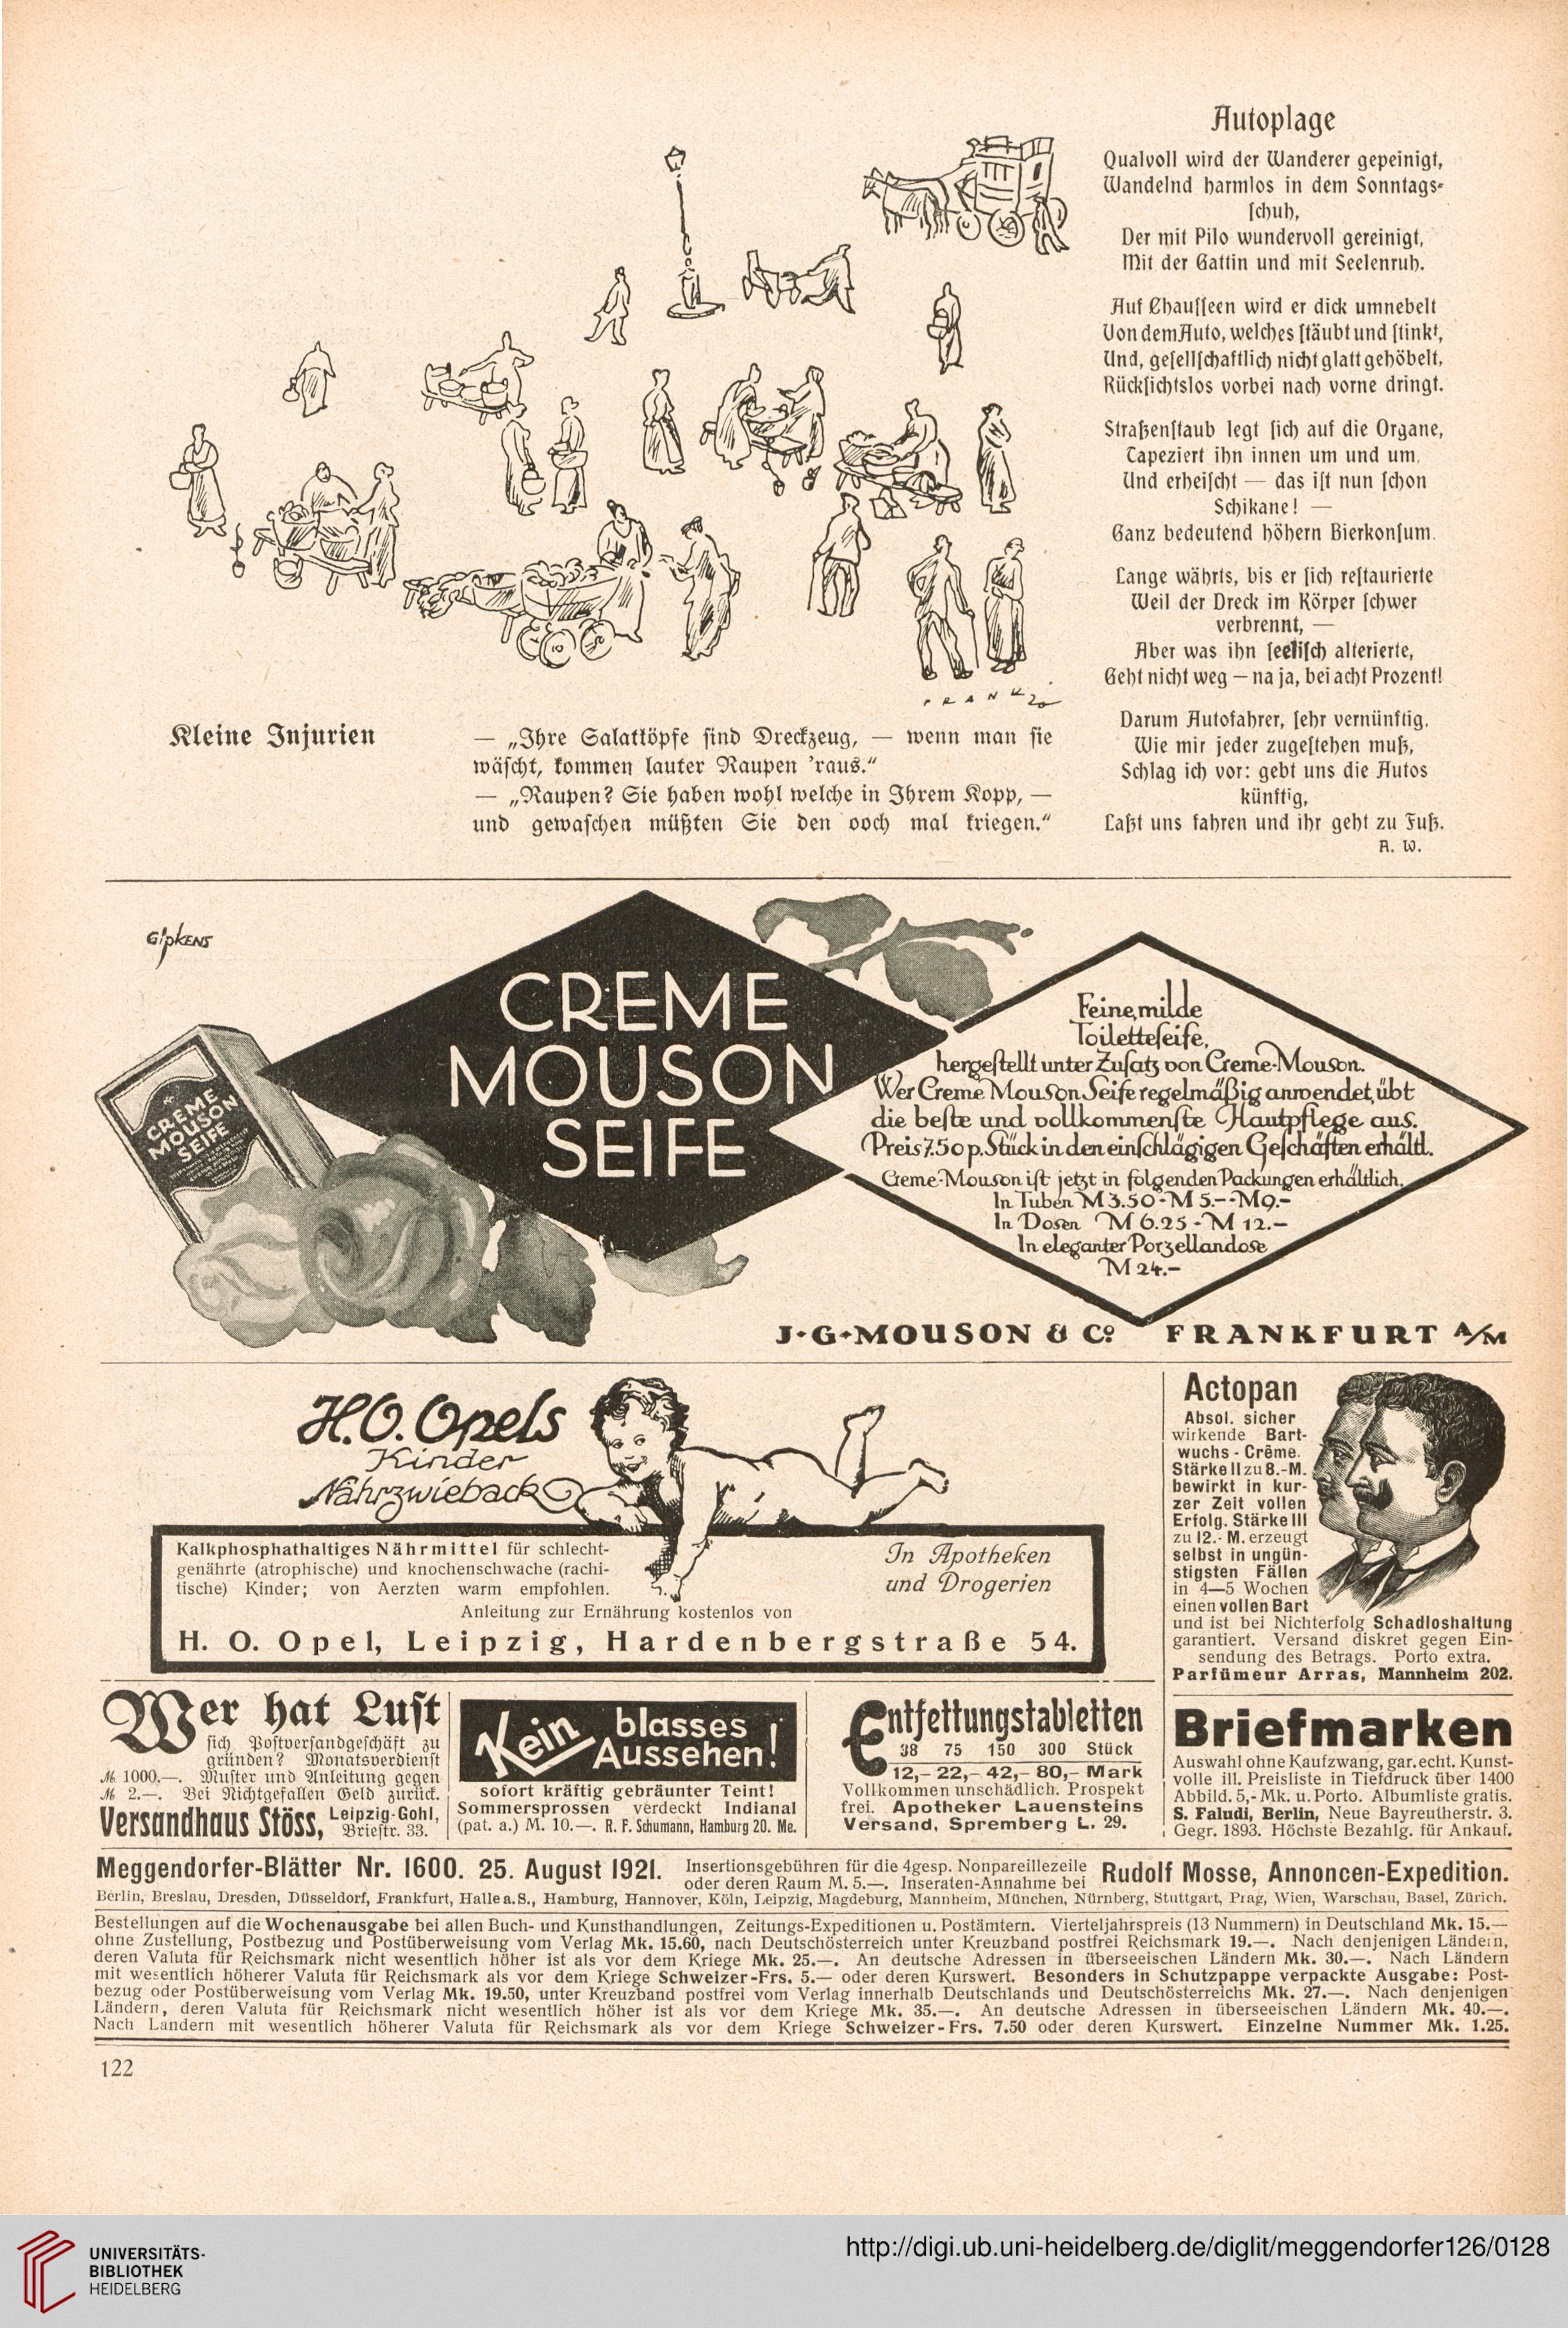 Autoplage
Qualvoll wird der Wanderer gepeinigt,
Wandelnd harmlos in dem Sonntags-
schuh,
Der mit Pilo wundervoll gereinigt,
Mit der Gattin und mit Seelenruh.
Auf Chausseen wird er dick umnebelt
Von dem Auto, welches stäubt und stinkt,
Und, gesellschaftlich nicht glatt gehöbelt,
Rücksichtslos vorbei nach vorne dringt.
Straßenstaub legt sich auf die Organe,
Tapeziert ihn innen um und um,
Und erheischt — das ist nun schon
Schikane! —
Ganz bedeutend höhern Bierkonsum.
Lange währts, bis er sich restaurierte
Weil der Dreck im Körper schwer
verbrennt, —
Aber was ihn seelisch alterierte,
Geht nicht weg — na ja, bei acht Prozent!
Darum Autofahrer, sehr vernünftig,
Wie mir jeder zugestehen muß,
Schlag ich vor: gebt uns die Autos
künftig,
Laßt uns fahren und ihr geht zu Fuß.
A. W.
FRANK 20
Kleine Injurien
— „Ihre Salatköpfe sind Dreckzeug, — wenn man sie
wäscht, kommen lauter Raupen 'raus.“
— „Raupen? Sie haben wohl welche in Ihrem Kopp, —
und gewaschen müßten Sie den ooch mal kriegen.“
Gipkens
CREME
MOUSON
SEIFE
CREME
MOUSON
SEIFE
Feine, milde
Toiletteseife,
hergestellt unter Zusatz von Creme-Mouson.
Wer Creme Mouson Seife regelmäßig anwendet, übt
die beste und vollkommenste Hautpflege aus.
Preis 7.50 p. Stück in den einschlägigen Geschäften erhältl.
Creme-Mouson ist jetzt in folgenden Packungen erhältlich.
In Tuben M 3.50 - M 5.— - M 9.—
In Dosen M 6.25 - M 12.—
In eleganter Porzellandose
M 24.—
J·G·MOUSON & Co. FRANKFURT A/M
H.O. Opels
Kinder
Nährzwieback
Kalkphosphathaltiges Nährmittel für schlecht-
genährte (atrophische) und knochenschwache (rachi-
tische) Kinder; von Aerzten warm empfohlen.
In Apotheken
und Drogerien
Anleitung zur Ernährung kostenlos von
H. O. Opel, Leipzig, Hardenbergstraße 54.
Actopan
Absol. sicher
wirkende Bart-
wuchs-Crême.
Stärke II zu 8.-M.
bewirkt in kur-
zer Zeit vollen
Erfolg. Stärke III
zu 12.- M. erzeugt
selbst in ungün-
stigsten Fällen
in 4—5 Wochen
einen vollen Bart
und ist bei Nichterfolg Schadloshaltung
garantiert. Versand diskret gegen Ein-
sendung des Betrags. Porto extra.
Parfümeur Arras, Mannheim 202.
Wer hat Lust
sich Postversandgeschäft zu
gründen? Monatsverdienst
M 1000.—. Muster und Anleitung gegen
M 2.—. Bei Nichtgefallen Geld zurück.
Versandhaus Stöss, Leipzig-Gohl,
Briefstr. 33.
Kein blasses
Aussehen!
sofort kräftig gebräunter Teint!
Sommersprossen verdeckt Indianal
(pat. a.) M. 10.—. R. F. Schumann, Hamburg 20. Me.
Entfettungstabletten
38 75 150 300 Stück
12,– 22,– 42,– 80,– Mark
Vollkommen unschädlich. Prospekt
frei. Apotheker Lauensteins
Versand, Spremberg L. 29.
Briefmarken
Auswahl ohne Kaufzwang, gar. echt. Kunst-
volle ill. Preisliste in Tiefdruck über 1400
Abbild. 5,- Mk. u. Porto. Albumliste gratis.
S. Faludi, Berlin, Neue Bayreutherstr. 3.
Gegr. 1893. Höchste Bezahlg. für Ankauf.
Meggendorfer-Blätter Nr. 1600. 25. August 1921.
Insertionsgebühren für die 4gesp. Nonpareillezeile
oder deren Raum M. 5.—. Inseraten-Annahme bei
Rudolf Mosse, Annoncen-Expedition.
Berlin, Breslau, Dresden, Düsseldorf, Frankfurt, Halle a. S., Hamburg, Hannover, Köln, Leipzig, Magdeburg, Mannheim, München, Nürnberg, Stuttgart, Prag, Wien, Warschau, Basel, Zürich.
Bestellungen auf die Wochenausgabe bei allen Buch- und Kunsthandlungen, Zeitungs-Expeditionen u. Postämtern. Vierteljahrspreis (13 Nummern) in Deutschland Mk. 15.—
ohne Zustellung, Postbezug und Postüberweisung vom Verlag Mk. 15.60, nach Deutschösterreich unter Kreuzband postfrei Reichsmark 19.—. Nach denjenigen Ländern,
deren Valuta für Reichsmark nicht wesentlich höher ist als vor dem Kriege Mk. 25.—. An deutsche Adressen in überseeischen Ländern Mk. 30.—. Nach Ländern
mit wesentlich höherer Valuta für Reichsmark als vor dem Kriege Schweizer-Frs. 5.— oder deren Kurswert. Besonders in Schutzpappe verpackte Ausgabe: Post-
bezug oder Postüberweisung vom Verlag Mk. 19.50, unter Kreuzband postfrei vom Verlag innerhalb Deutschlands und Deutschösterreichs Mk. 27.—. Nach denjenigen
Ländern, deren Valuta für Reichsmark nicht wesentlich höher ist als vor dem Kriege Mk. 35.—. An deutsche Adressen in überseeischen Ländern Mk. 40.—.
Nach Ländern mit wesentlich höherer Valuta für Reichsmark als vor dem Kriege Schweizer-Frs. 7.50 oder deren Kurswert. Einzelne Nummer Mk. 1.25.
122
UNIVERSITÄTS-
BIBLIOTHEK
HEIDELBERG
http://digi.ub.uni-heidelberg.de/diglit/meggendorfer126/0128